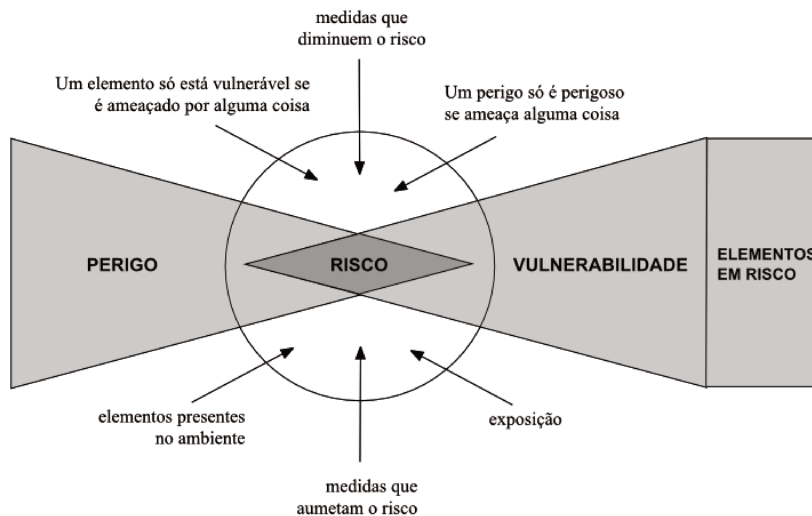 medidas que
diminuem o risco
Um elemento só está vulnerável se
é ameaçado por alguma coisa
Um perigo só é perigoso
se ameaça alguma coisa
PERIGO
RISCO
VULNERABILIDADE
ELEMENTOS
EM RISCO
elementos presentes
no ambiente
exposição
medidas que
aumetam o risco